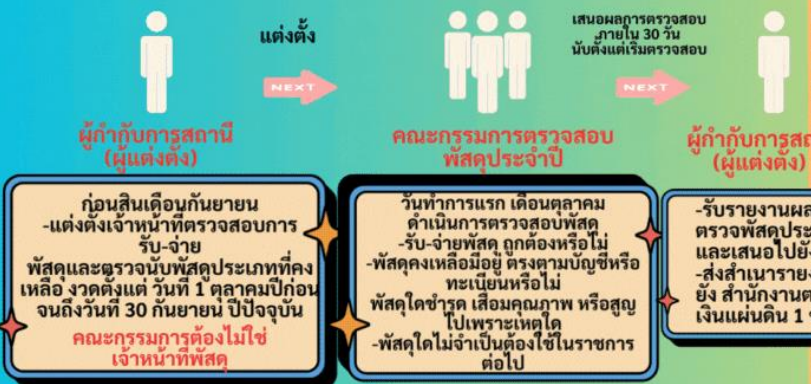 แต่งตั้ง
NEXT
เสนอผลการตรวจสอบ
ภายใน 30 วัน
นับตั้งแต่เริ่มตรวจสอบ
NEXT
ผู้กำกับการสถานี
(ผู้แต่งตั้ง)
คณะกรรมการตรวจสอบ
พัสดุประจำปี
ผู้กำกับการสถ
(ผู้แต่งตั้ง)
ก่อนสิ้นเดือนกันยายน
-แต่งตั้งเจ้าหน้าที่ตรวจสอบการ
รับ-จ่าย
พัสดุและตรวจนับพัสดุประเภทที่คง
เหลือ งวดตั้งแต่ วันที่ 1 ตุลาคมปีก่อน
จนถึงวันที่ 30 กันยายน ปีปัจจุบัน
คณะกรรมการต้องไม่ใช่
เจ้าหน้าที่พัสดุ
วันทำการแรก เดือนตุลาคม
ดำเนินการตรวจสอบพัสดุ
-รับ-จ่ายพัสดุ ถูกต้องหรือไม่
-พัสดุคงเหลือมีอยู่ ตรงตามบัญชีหรือ
ทะเบียนหรือไม่
พัสดุใดชำรุด เสื่อมคุณภาพ หรือสูญ
ไปเพราะเหตุใด
-พัสดุใดไม่จำเป็นต้องใช้ในราชการ
ต่อไป
-รับรายงานผล
ตรวจพัสดุประ
และเสนอไปยัง
-ส่งสำเนาราย
ยัง สำนักงานต
เงินแผ่นดิน 1